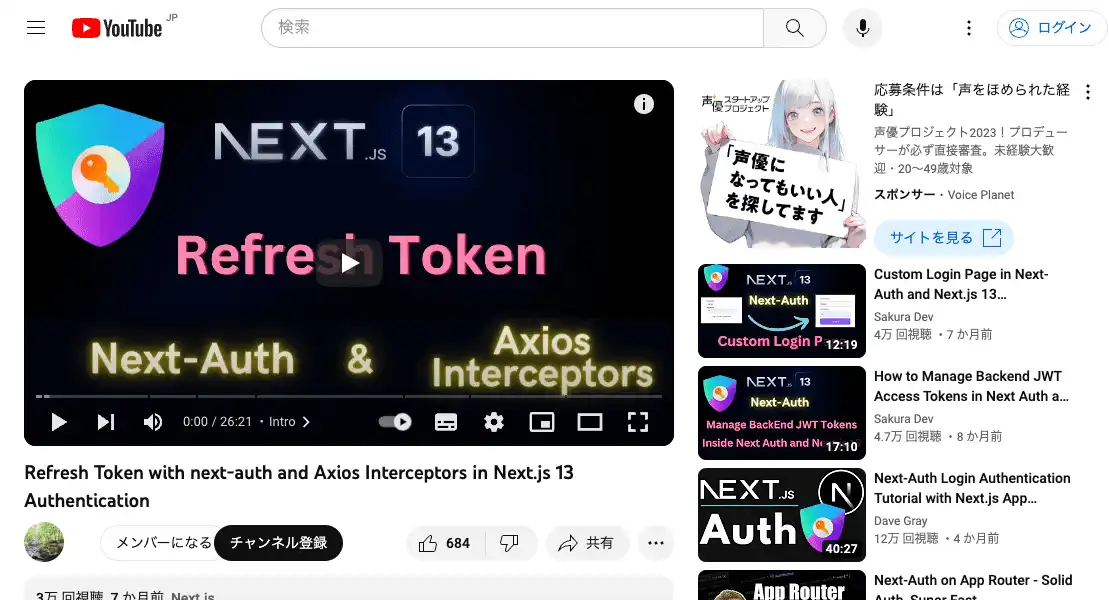 YouTube JP
検索
ログイン
NEXT.JS 13
Refresh Token
Next-Auth & Axios
Interceptors
0:00 / 26:21 • Intro
Refresh Token with next-auth and Axios Interceptors in Next.js 13
Authentication
メンバーになる
チャンネル登録
684
共有
3万 回視聴 7 か月前 Next.js
声優スタートアップ
プロジェクト
「声優に
なってもいい人」
を探してます
応募条件は「声をほめられた経
験」
声優プロジェクト2023！プロデュー
サーが必ず直接審査。未経験大歓
迎・20～49歳対象
スポンサー・Voice Planet
サイトを見る
NEXT.JS 13
Next-Auth
Custom Login P
12:19
Custom Login Page in Next-
Auth and Next.js 13…
Sakura Dev
4万 回視聴 ・7 か月前
NEXT.JS 13
Next-Auth
Manage BackEnd JWT Tokens
Inside Next Auth and Ne
17:10
How to Manage Backend JWT
Access Tokens in Next Auth a…
Sakura Dev
4.7万 回視聴 ・8 か月前
NEXT.JS N
Auth
40:27
Next-Auth Login Authentication
Tutorial with Next.js App…
Dave Gray
12万 回視聴 ・4 か月前
App Router
Next-Auth on App Router - Solid
Auth, Super Fast